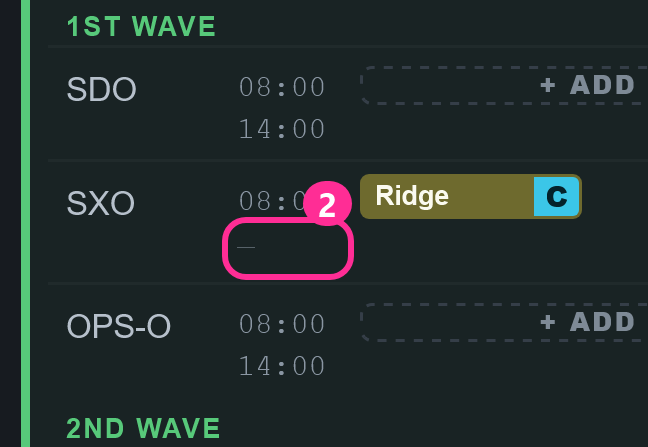 1ST WAVE
SDO 08:00 + ADD
14:00
SXO 08:0 2 Ridge C
—
OPS-O 08:00 + ADD
14:00
2ND WAVE